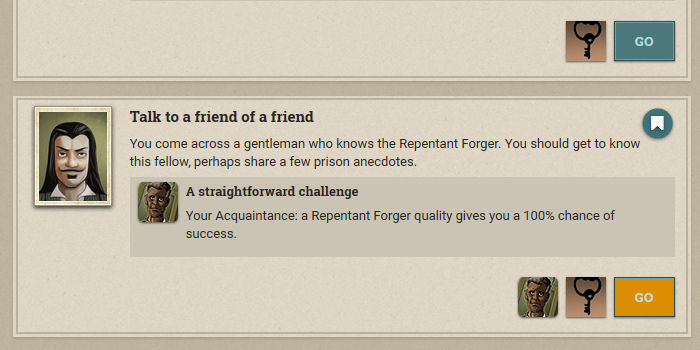 GO
Talk to a friend of a friend
You come across a gentleman who knows the Repentant Forger. You should get to know
this fellow, perhaps share a few prison anecdotes.
A straightforward challenge
Your Acquaintance: a Repentant Forger quality gives you a 100% chance of
success.
GO